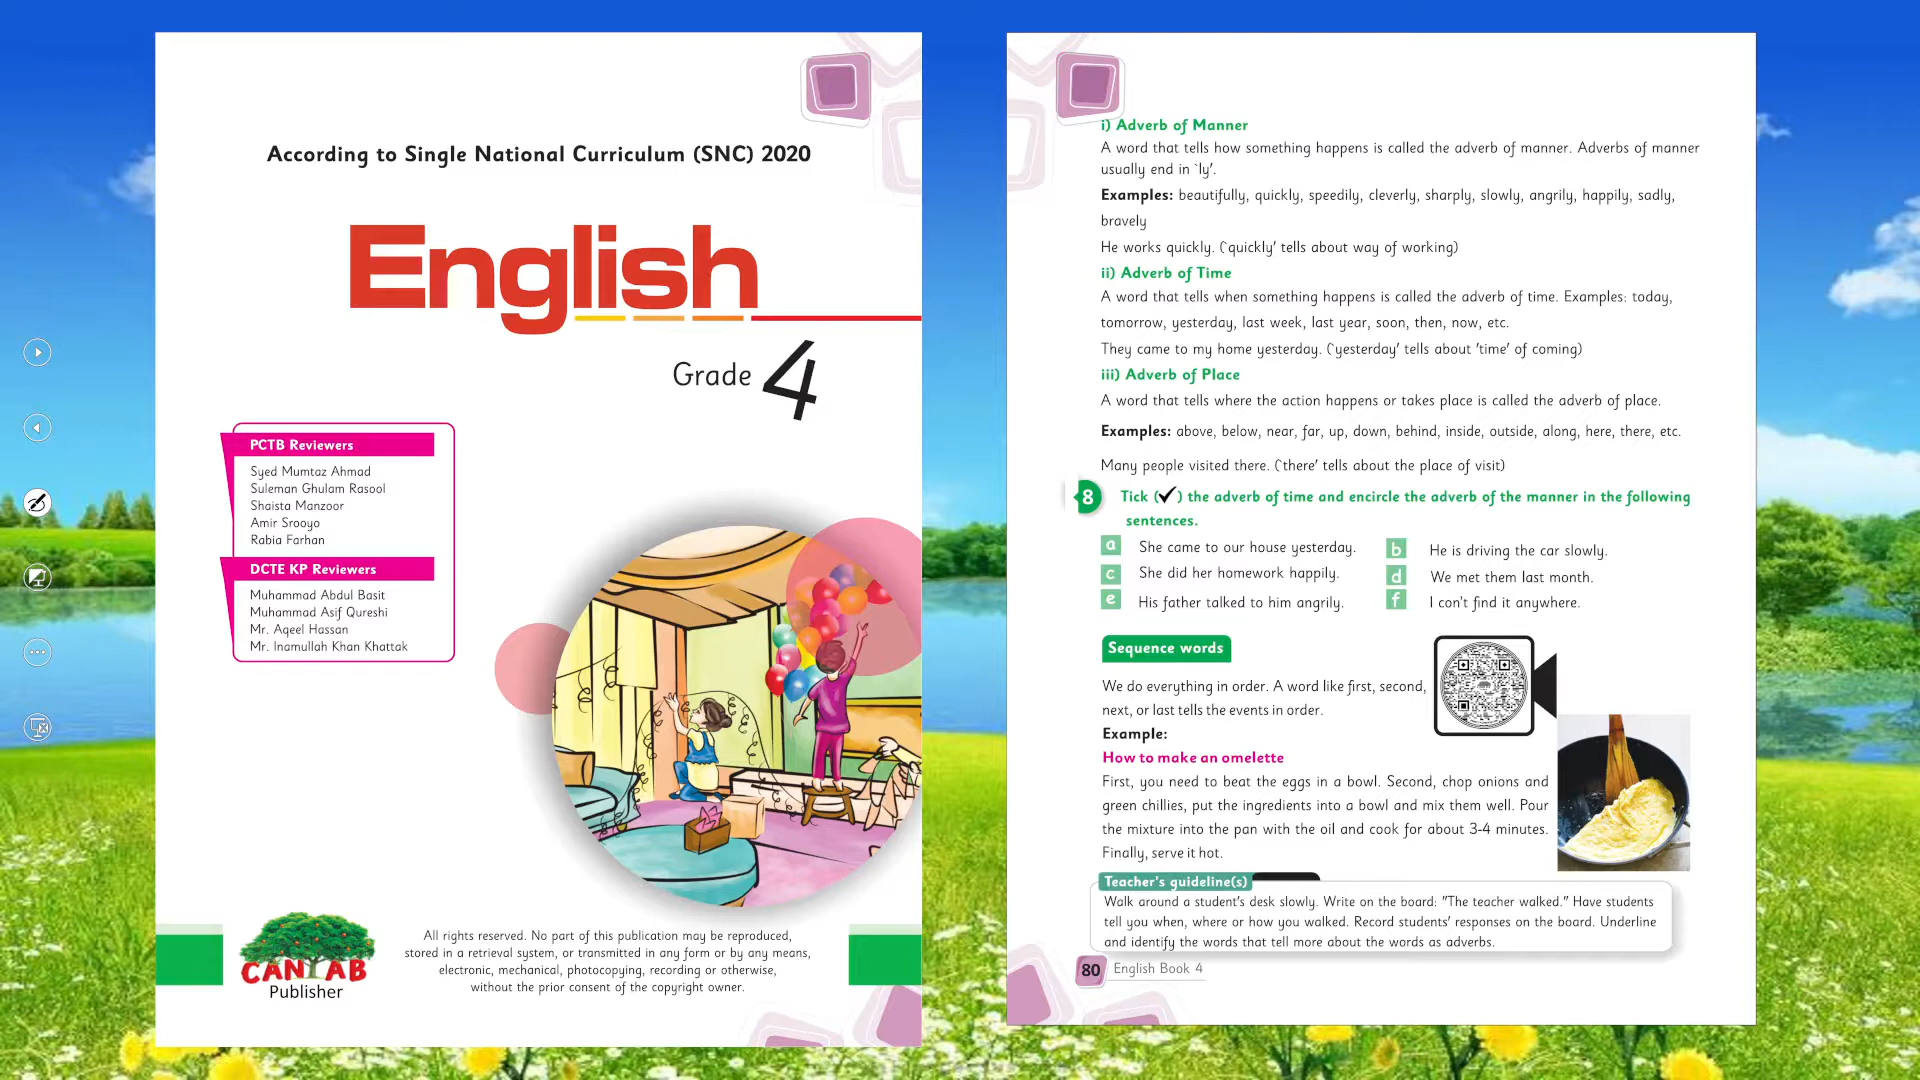 According to Single National Curriculum (SNC) 2020
English
Grade 4
PCTB Reviewers
Syed Mumtaz Ahmad
Suleman Ghulam Rasool
Shaista Manzoor
Amir Srooyo
Rabia Farhan
DCTE KP Reviewers
Muhammad Abdul Basit
Muhammad Asif Qureshi
Mr. Aqeel Hassan
Mr. Inamullah Khan Khattak
CANTAB
Publisher
All rights reserved. No part of this publication may be reproduced,
stored in a retrieval system, or transmitted in any form or by any means,
electronic, mechanical, photocopying, recording or otherwise,
without the prior consent of the copyright owner.
i) Adverb of Manner
A word that tells how something happens is called the adverb of manner. Adverbs of manner
usually end in `ly'.
Examples: beautifully, quickly, speedily, cleverly, sharply, slowly, angrily, happily, sadly,
bravely
He works quickly. (`quickly' tells about way of working)
ii) Adverb of Time
A word that tells when something happens is called the adverb of time. Examples: today,
tomorrow, yesterday, last week, last year, soon, then, now, etc.
They came to my home yesterday. (`yesterday' tells about 'time' of coming)
iii) Adverb of Place
A word that tells where the action happens or takes place is called the adverb of place.
Examples: above, below, near, far, up, down, behind, inside, outside, along, here, there, etc.
Many people visited there. (`there' tells about the place of visit)
8 Tick (✓) the adverb of time and encircle the adverb of the manner in the following
sentences.
a She came to our house yesterday. b He is driving the car slowly.
c She did her homework happily. d We met them last month.
e His father talked to him angrily. f I can't find it anywhere.
Sequence words
We do everything in order. A word like first, second,
next, or last tells the events in order.
Example:
How to make an omelette
First, you need to beat the eggs in a bowl. Second, chop onions and
green chillies, put the ingredients into a bowl and mix them well. Pour
the mixture into the pan with the oil and cook for about 3-4 minutes.
Finally, serve it hot.
Teacher's guideline(s)
Walk around a student's desk slowly. Write on the board: "The teacher walked." Have students
tell you when, where or how you walked. Record students' responses on the board. Underline
and identify the words that tell more about the words as adverbs.
80 English Book 4